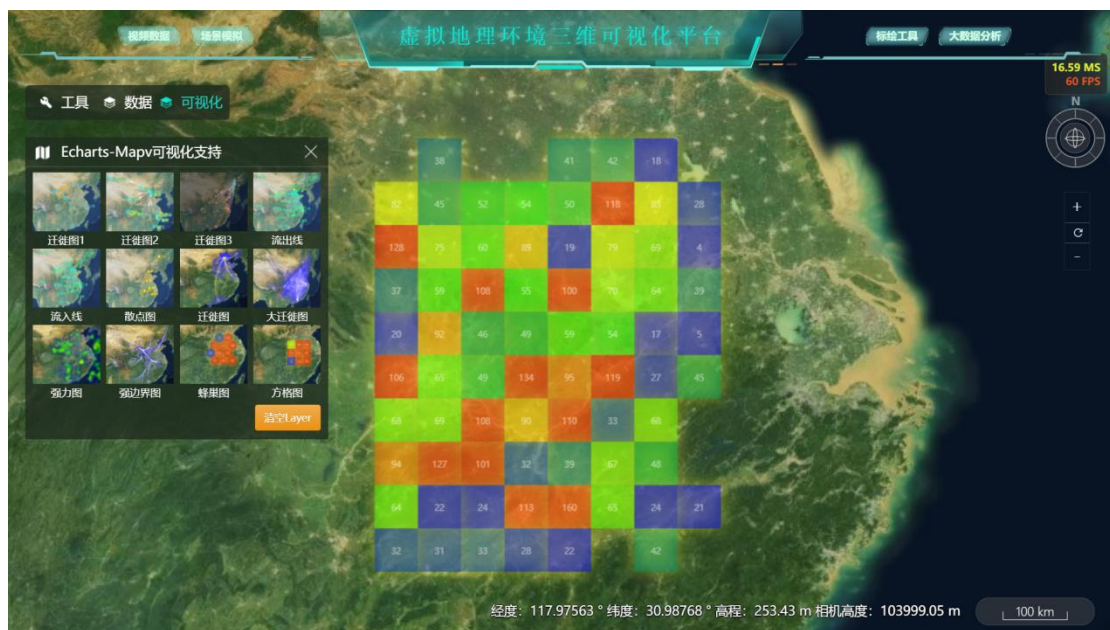 视频数据 场景模拟 虚拟地理环境三维可视化平台 标绘工具 大数据分析
16.59 MS
60 FPS
工具 数据 可视化
N
Echarts-Mapv可视化支持
迁徙图1 迁徙图2 迁徙图3 流出线
流入线 散点图 迁徙图 大迁徙图
强力图 强边界图 蜂巢图 方格图
清空Layer
38 41 42 18
82 45 52 54 50 118 28
128 75 60 89 19 79 69 4
37 59 108 55 100 70 64 39
20 92 46 49 59 54 17 5
106 65 49 134 95 119 27 45
68 69 108 90 110 33 68
94 127 101 32 39 67 48
64 22 24 113 160 65 24 21
32 31 33 28 22 42
经度：117.97563 ° 纬度：30.98768 ° 高程：253.43 m 相机高度：103999.05 m
100 km